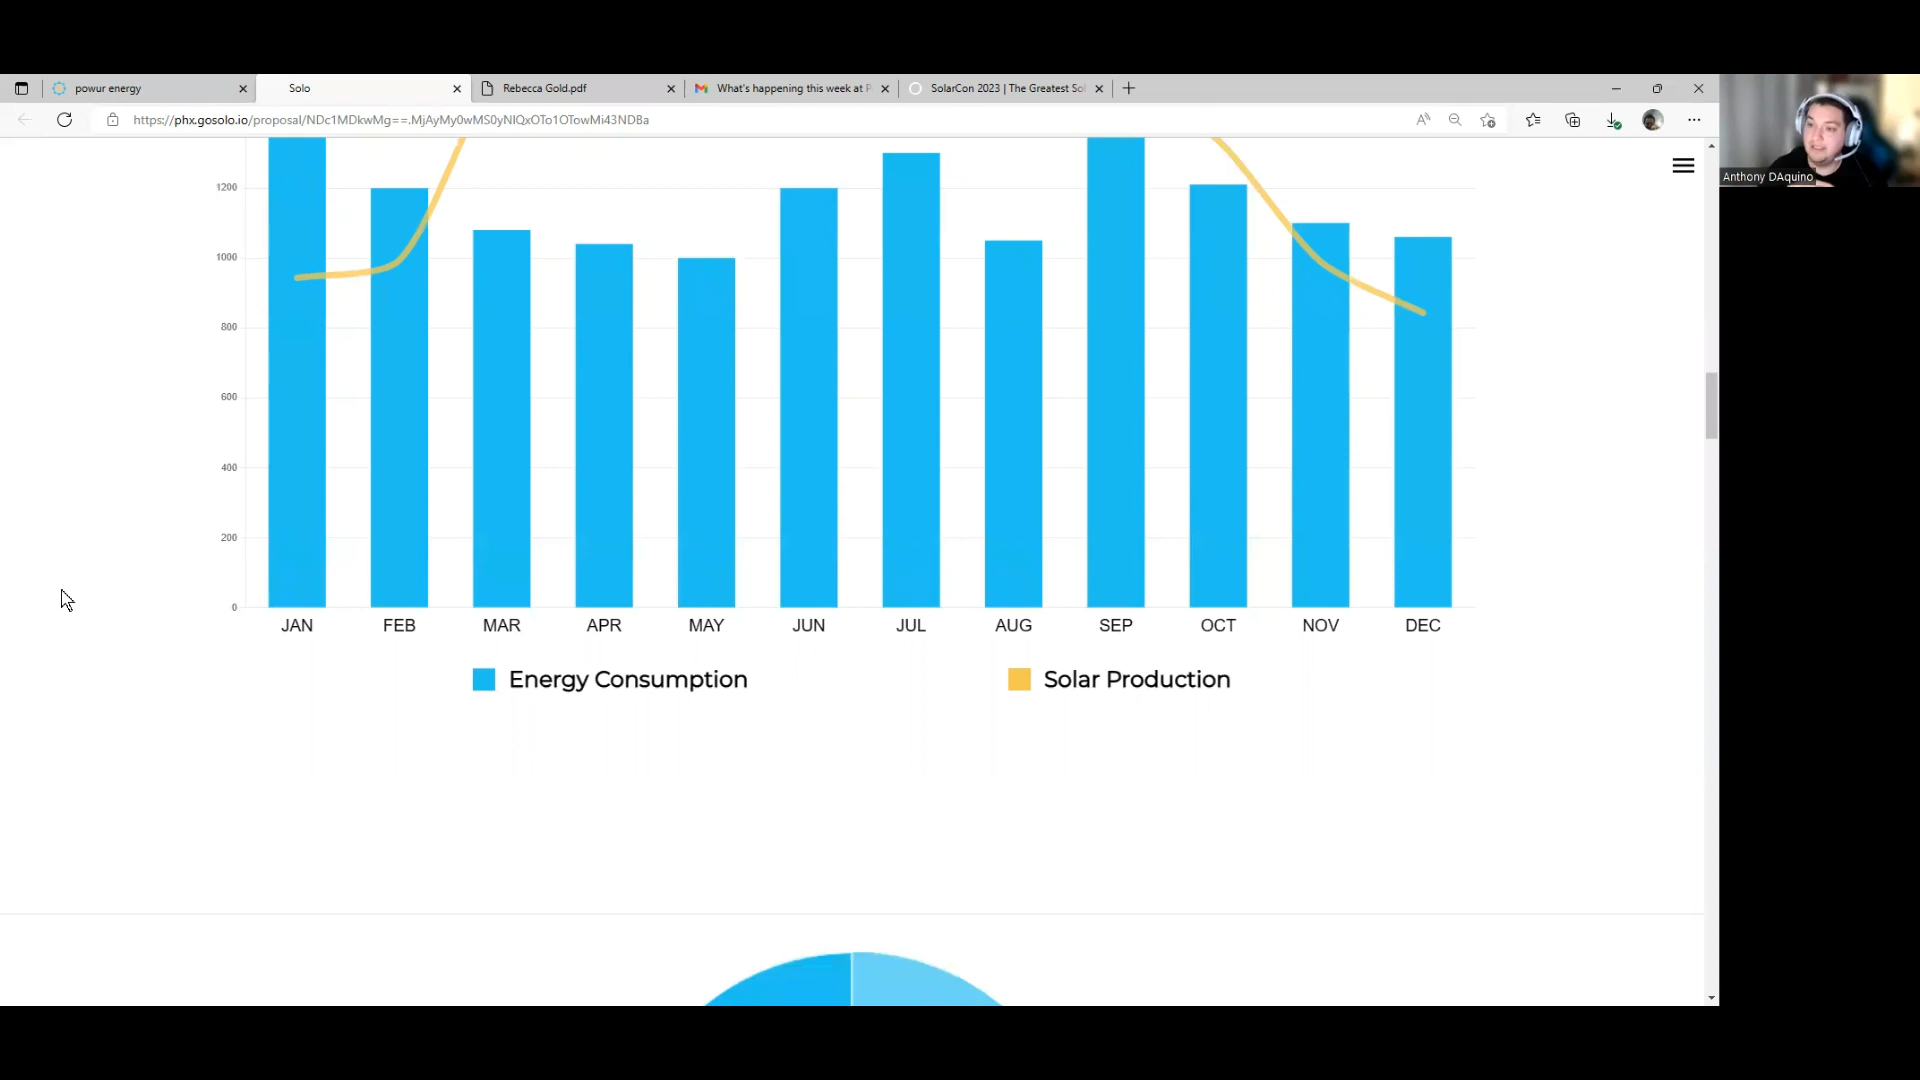 powur energy
Solo
Rebecca Gold.pdf
What's happening this week at P
SolarCon 2023 | The Greatest Sol
https://phx.gosolo.io/proposal/NDc1MDkwMg==.MjAyMy0wMS0yNlQxOTo1OTowMi43NDBa
Anthony DAquino
1200
1000
800
600
400
200
0
JAN FEB MAR APR MAY JUN JUL AUG SEP OCT NOV DEC
Energy Consumption
Solar Production